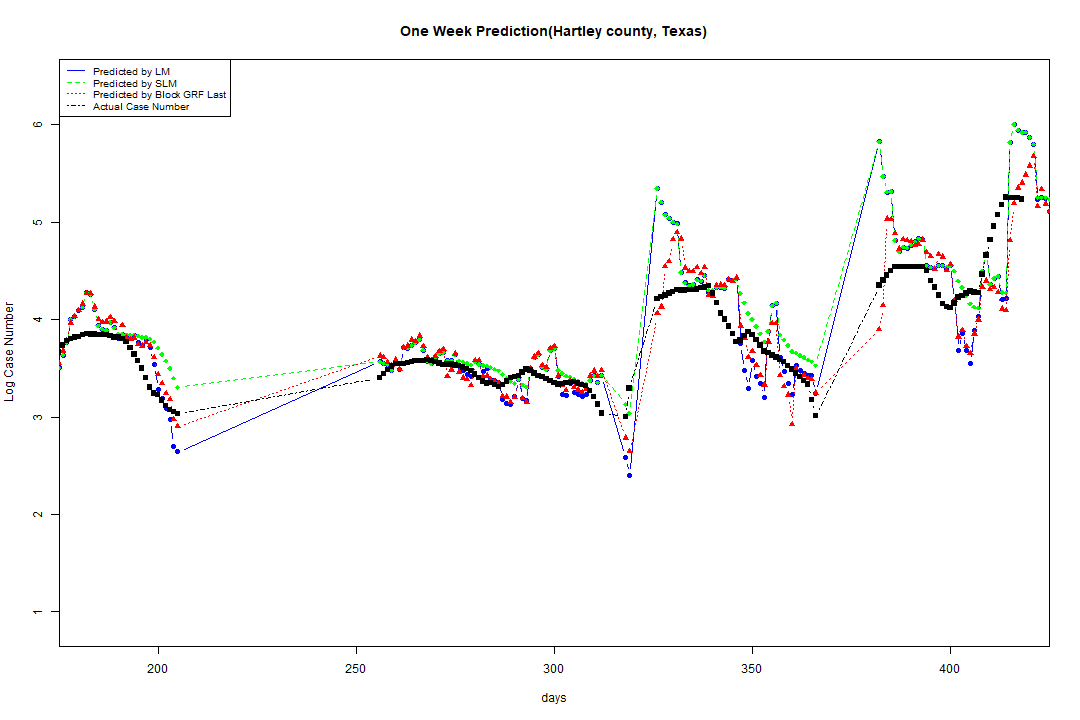 One Week Prediction(Hartley county, Texas)
Predicted by LM
Predicted by SLM
Predicted by Block GRF Last
Actual Case Number
Log Case Number
6
5
4
3
2
1
200
250
300
350
400
days